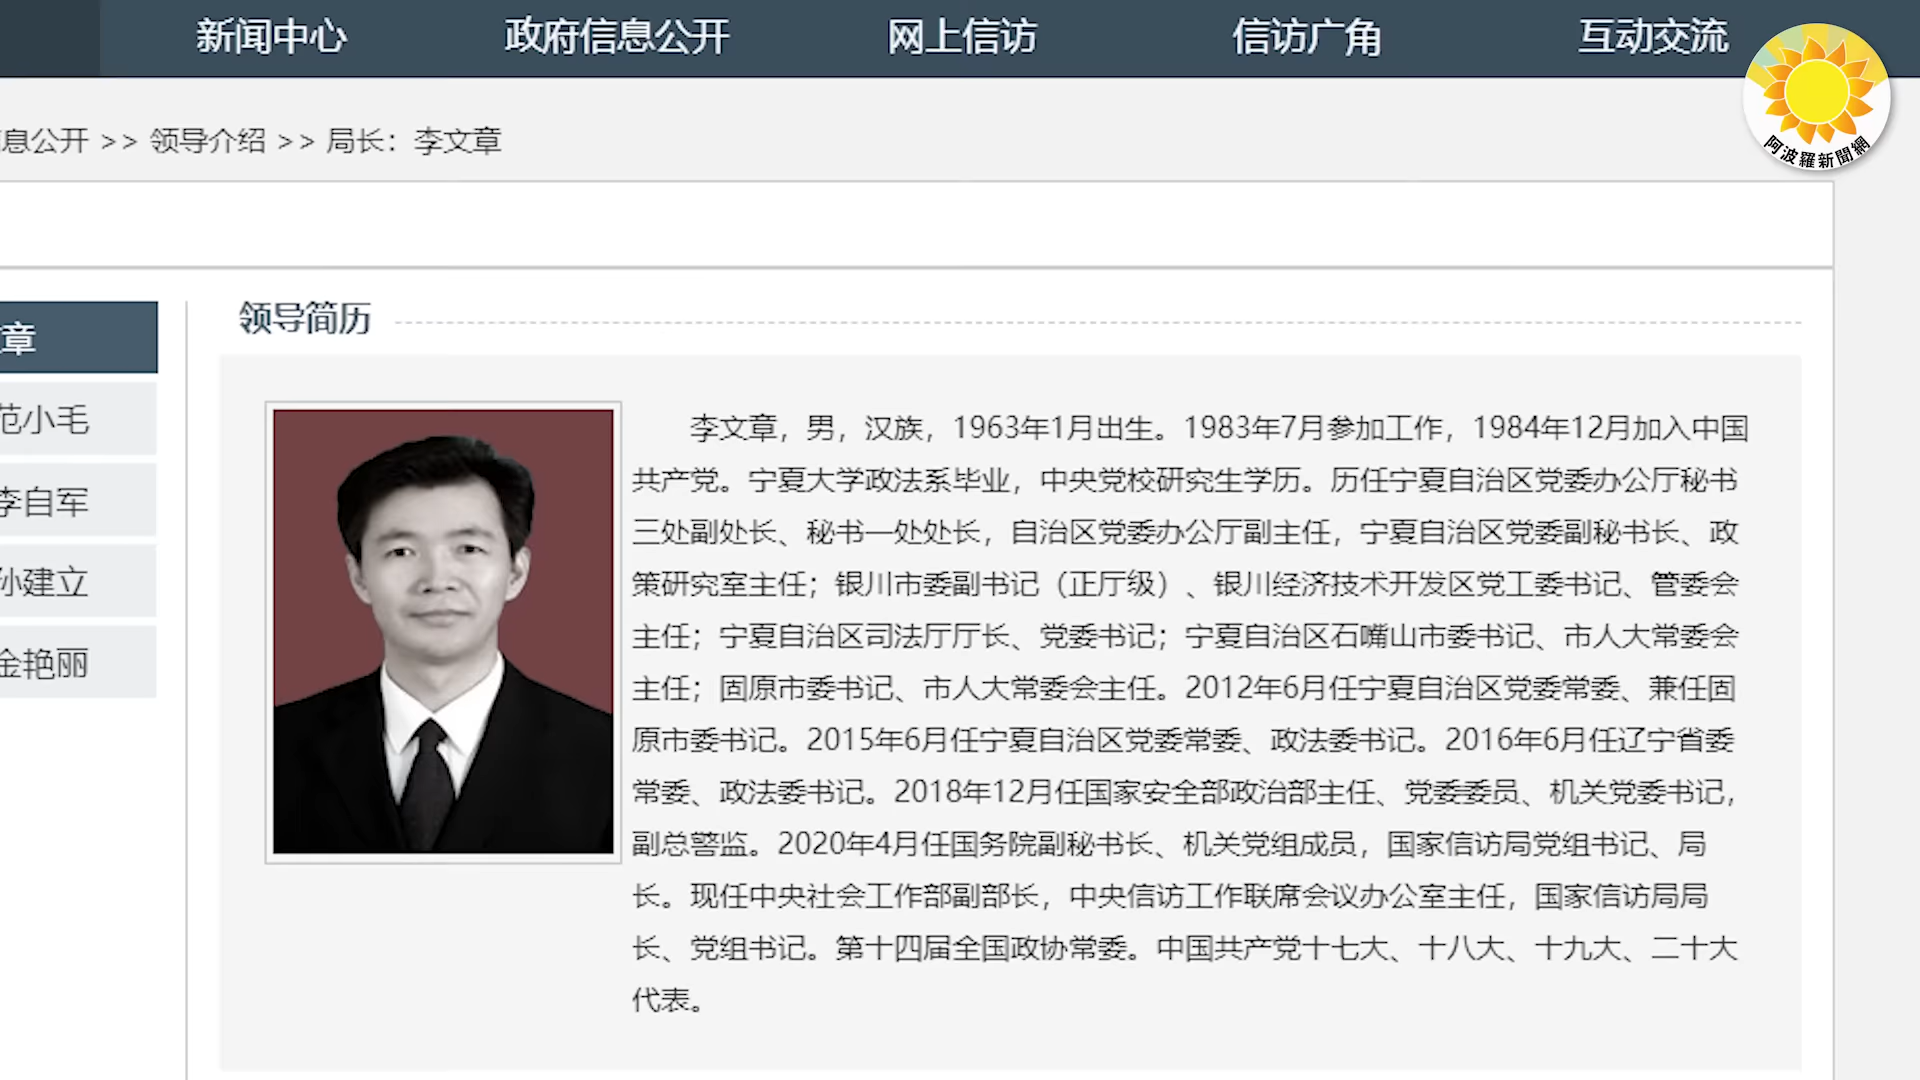 新闻中心 政府信息公开 网上信访 信访广角 互动交流
阿波羅新聞網
息公开 >> 领导介绍 >> 局长：李文章
章
范小毛
李自军
孙建立
金艳丽
领导简历
李文章，男，汉族，1963年1月出生。1983年7月参加工作，1984年12月加入中国
共产党。宁夏大学政法系毕业，中央党校研究生学历。历任宁夏自治区党委办公厅秘书
三处副处长、秘书一处处长，自治区党委办公厅副主任，宁夏自治区党委副秘书长、政
策研究室主任；银川市委副书记（正厅级）、银川经济技术开发区党工委书记、管委会
主任；宁夏自治区司法厅厅长、党委书记；宁夏自治区石嘴山市委书记、市人大常委会
主任；固原市委书记、市人大常委会主任。2012年6月任宁夏自治区党委常委、兼任固
原市委书记。2015年6月任宁夏自治区党委常委、政法委书记。2016年6月任辽宁省委
常委、政法委书记。2018年12月任国家安全部政治部主任、党委委员、机关党委书记，
副总警监。2020年4月任国务院副秘书长、机关党组成员，国家信访局党组书记、局
长。现任中央社会工作部副部长，中央信访工作联席会议办公室主任，国家信访局局
长、党组书记。第十四届全国政协常委。中国共产党十七大、十八大、十九大、二十大
代表。